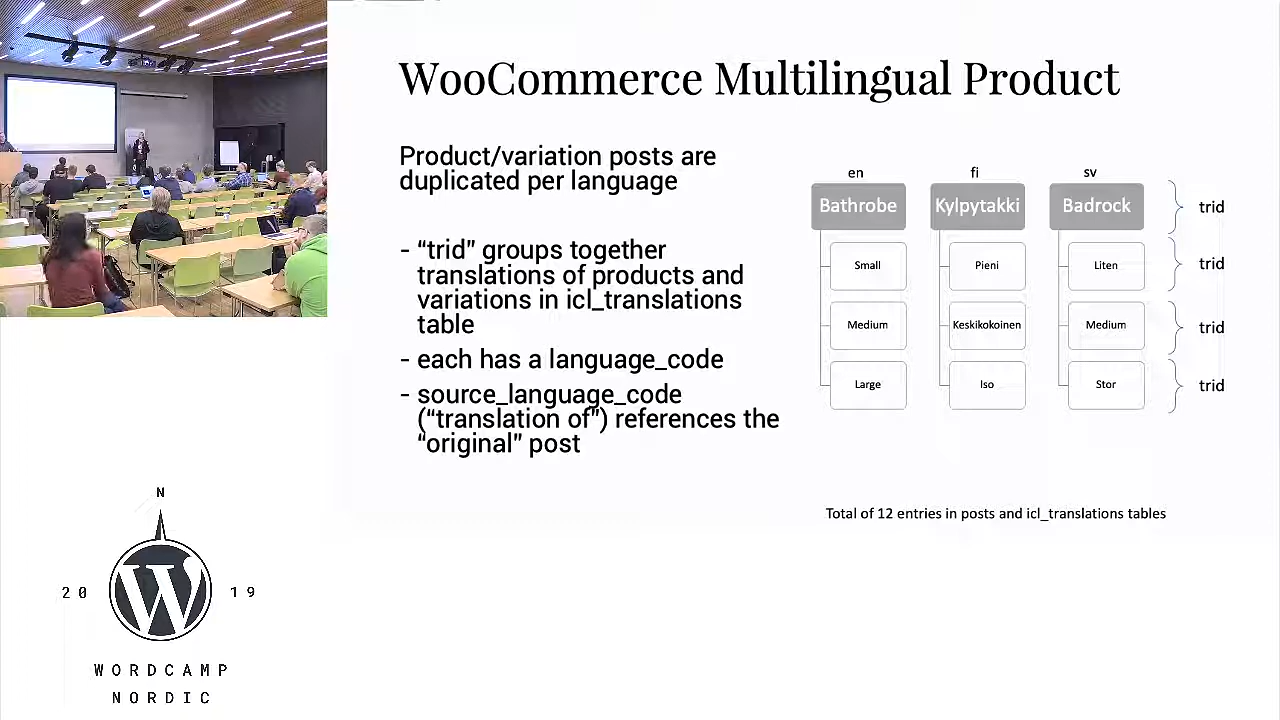 WooCommerce Multilingual Product
Product/variation posts are
duplicated per language
- “trid” groups together
translations of products and
variations in icl_translations
table
- each has a language_code
- source_language_code
(“translation of”) references the
“original” post
en fi sv
Bathrobe Kylpytakki Badrock trid
Small Pieni Liten trid
Medium Keskikokoinen Medium trid
Large Iso Stor trid
Total of 12 entries in posts and icl_translations tables
N
20 19
WORDCAMP
NORDIC